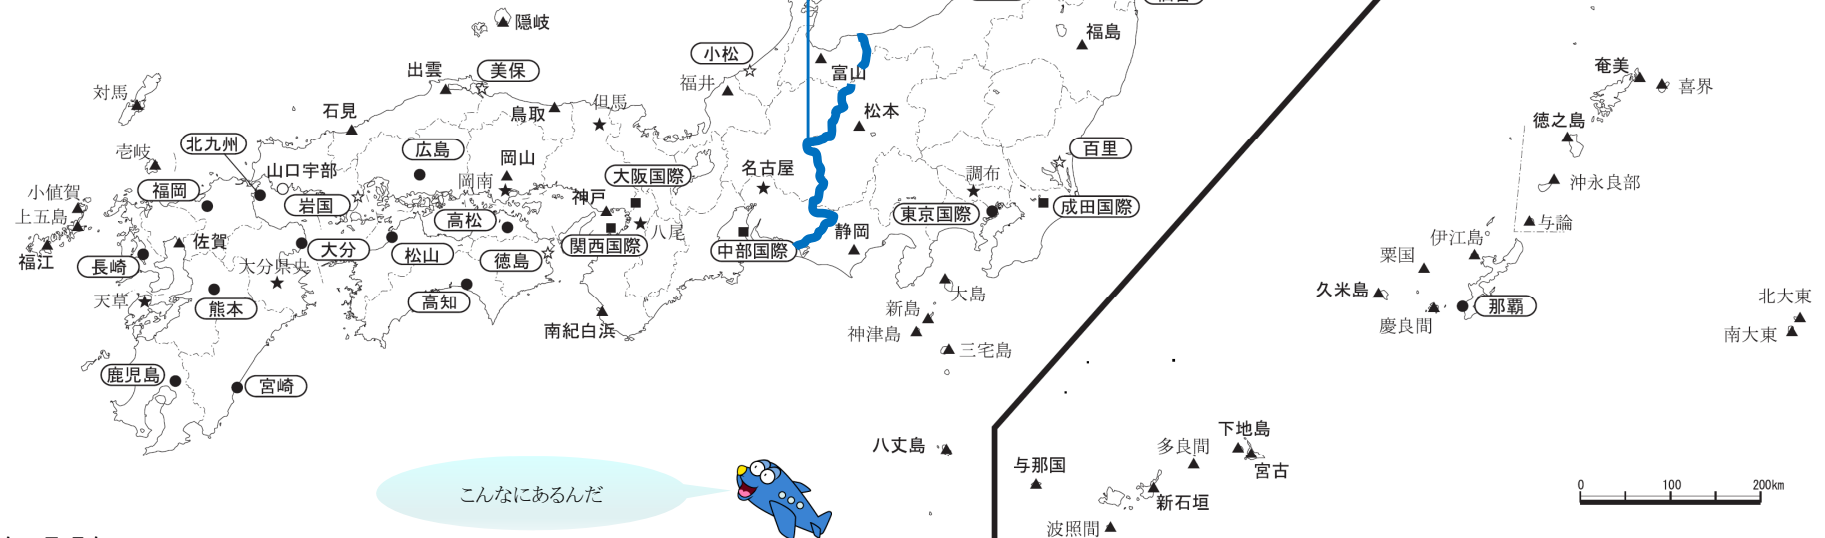 隠岐
福島
小松
富山
出雲
美保
福井
奄美
喜界
対馬
鳥取
但馬
石見
松本
徳之島
北九州
広島
百里
壱岐
山口宇部
岡山
大阪国際
名古屋
調布
沖永良部
小値賀
福岡
岩国
岡南
神戸
東京国際
成田国際
上五島
高松
八尾
静岡
与論
佐賀
大分
松山
関西国際
中部国際
伊江島
福江
長崎
大分県央
徳島
粟国
天草
熊本
高知
大島
久米島
那覇
北大東
新島
慶良間
南紀白浜
神津島
南大東
三宅島
鹿児島
宮崎
八丈島
下地島
多良間
宮古
与那国
新石垣
波照間
こんなにあるんだ
0 100 200km